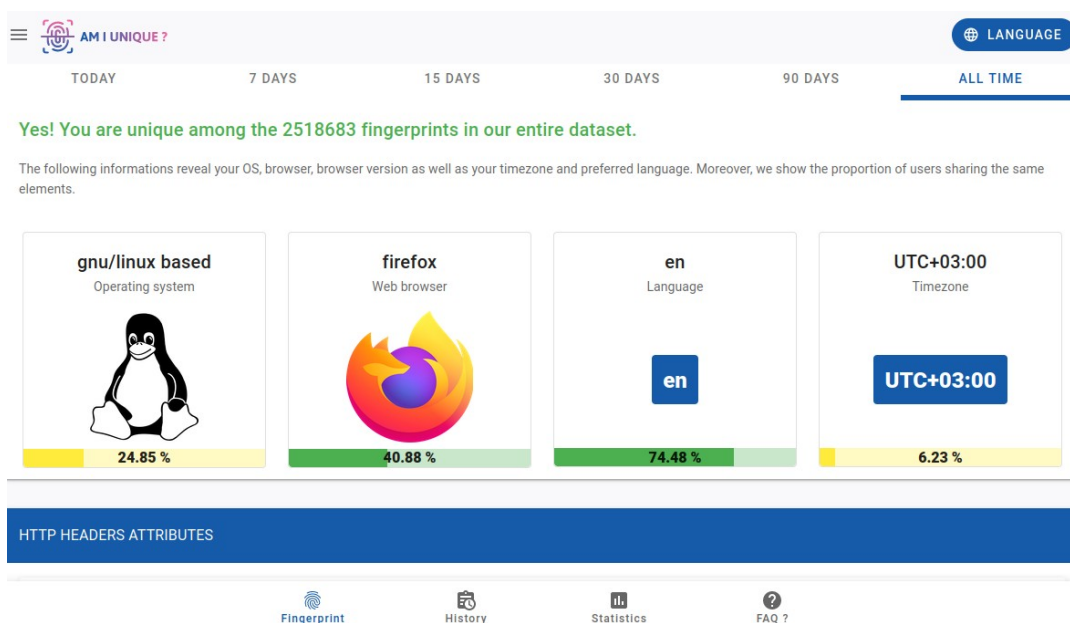 AM I UNIQUE ?
LANGUAGE
TODAY
7 DAYS
15 DAYS
30 DAYS
90 DAYS
ALL TIME
Yes! You are unique among the 2518683 fingerprints in our entire dataset.
The following informations reveal your OS, browser, browser version as well as your timezone and preferred language. Moreover, we show the proportion of users sharing the same
elements.
gnu/linux based
Operating system
24.85 %
firefox
Web browser
40.88 %
en
Language
en
74.48 %
UTC+03:00
Timezone
UTC+03:00
6.23 %
HTTP HEADERS ATTRIBUTES
Fingerprint
History
Statistics
FAQ ?